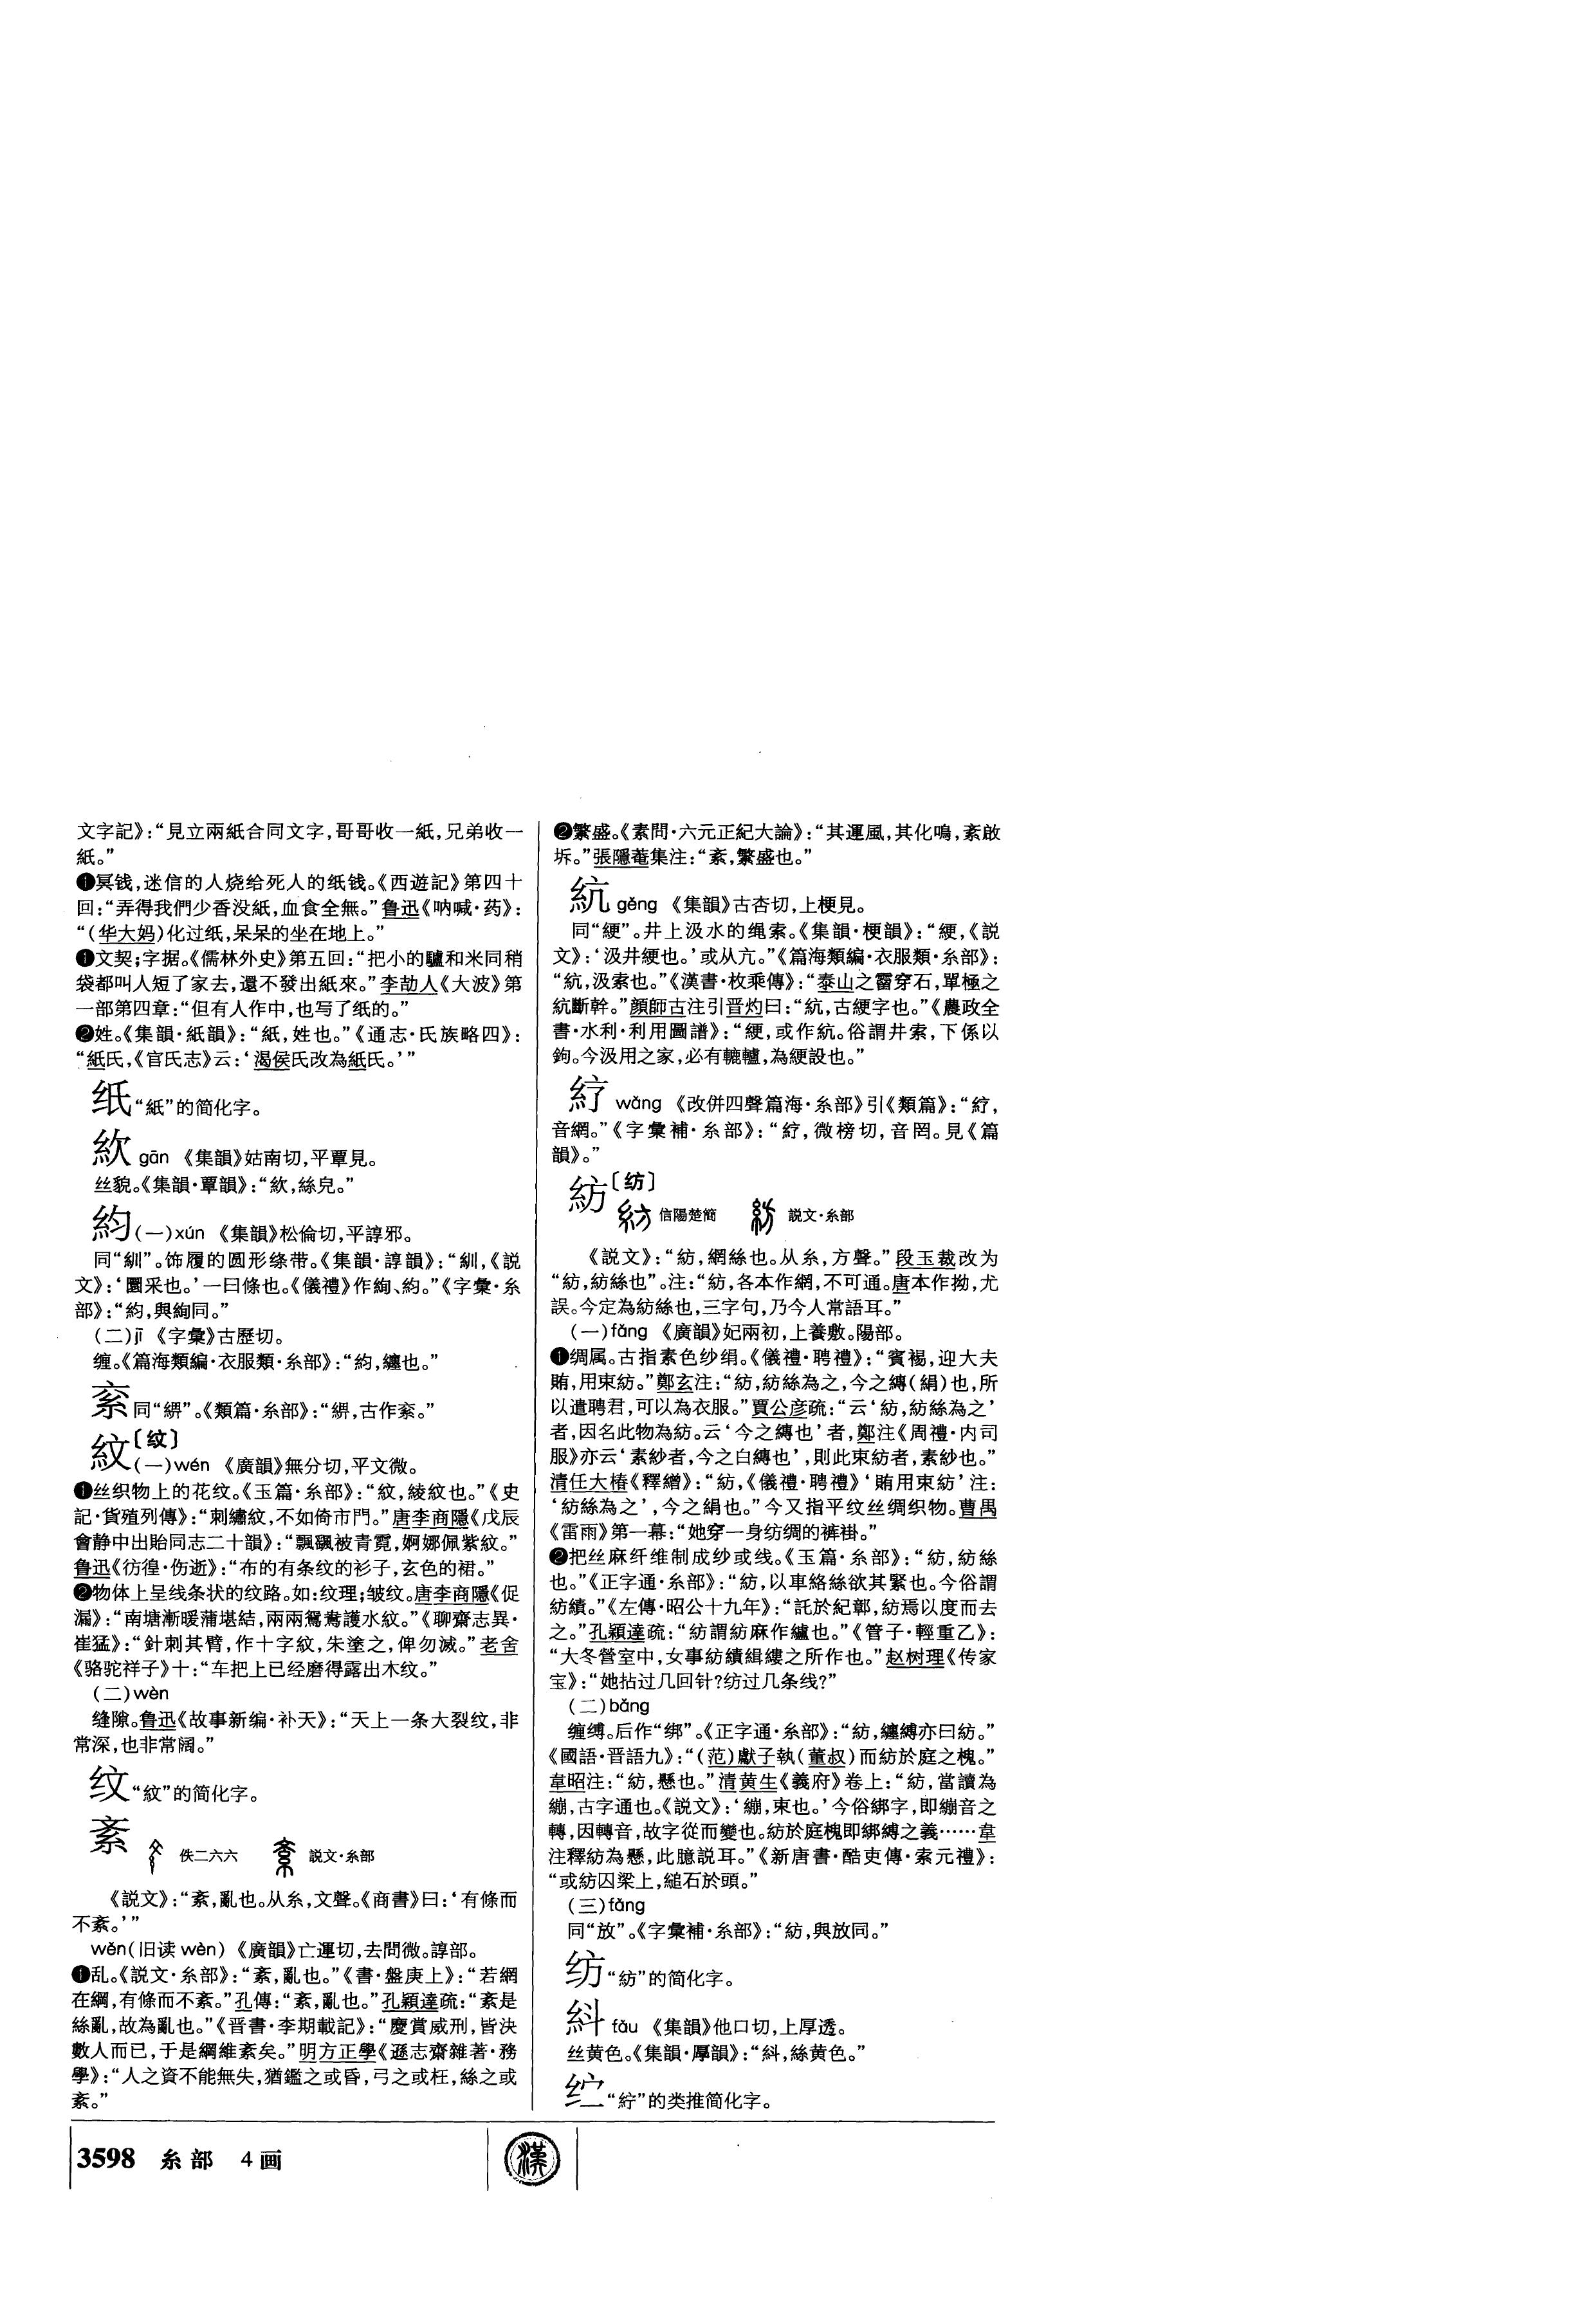 文字記》：“見立兩紙合同文字，哥哥收一紙，兄弟收一
紙。”
冥钱，迷信的人烧给死人的纸钱。《西遊記》第四十
回：“弄得我們少香没紙，血食全無。”鲁迅《呐喊·药》：
“（华大妈）化过纸，呆呆的坐在地上。”
文契；字据。《儒林外史》第五回：“把小的驢和米同稍
袋都叫人短了家去，還不發出紙來。”李劼人《大波》第
一部第四章：“但有人作中，也写了纸的。”
姓。《集韻·紙韻》：“紙，姓也。”《通志·氏族略四》：
“紙氏，《官氏志》云：‘渴侯氏改為紙氏。’”
纸“紙”的简化字。
䊻 gān 《集韻》姑南切，平覃見。
丝貌。《集韻·覃韻》：“䊻，絲皃。”
約（一）xún 《集韻》松倫切，平諄邪。
同“紃”。饰履的圆形绦带。《集韻·諄韻》：“紃，《説
文》：‘圜采也。’一曰條也。《儀禮》作絢、約。”《字彙·糸
部》：“約，與絢同。”
（二）jī 《字彙》古歷切。
缠。《篇海類編·衣服類·糸部》：“約，纏也。”
同“綥”。《類篇·糸部》：“綥，古作。”
紋〔纹〕
（一）wén 《廣韻》無分切，平文微。
❶丝织物上的花纹。《玉篇·糸部》：“紋，綾紋也。”《史
記·貨殖列傳》：“刺繡紋，不如倚市門。”唐李商隱《戊辰
會静中出貽同志二十韻》：“飄飖被青霓，婀娜佩紫紋。”
鲁迅《彷徨·伤逝》：“布的有条纹的衫子，玄色的裙。”
❷物体上呈线条状的纹路。如：纹理；皱纹。唐李商隱《促
漏》：“南塘漸暖蒲堪結，兩兩鴛鴦護水紋。”《聊齋志異·
崔猛》：“針刺其臂，作十字紋，朱塗之，俾勿滅。”老舍
《骆驼祥子》十：“车把上已经磨得露出木纹。”
（二）wèn
缝隙。鲁迅《故事新编·补天》：“天上一条大裂纹，非
常深，也非常阔。”
纹“紋”的简化字。
紊 佚二六六 説文·糸部
《説文》：“紊，亂也。从糸，文聲。《商書》曰：‘有條而
不紊。’”
wěn（旧读 wèn） 《廣韻》亡運切，去問微。諄部。
❶乱。《説文·糸部》：“紊，亂也。”《書·盤庚上》：“若網
在綱，有條而不紊。”孔傳：“紊，亂也。”孔穎達疏：“紊是
絲亂，故為亂也。”《晋書·李期載記》：“慶賞威刑，皆決
數人而已，于是綱維紊矣。”明方正學《遜志齋雜著·務
學》：“人之資不能無失，猶鑑之或昏，弓之或枉，絲之或
紊。”
❷繁盛。《素問·六元正紀大論》：“其運風，其化鳴，紊啟
坼。”張隱菴集注：“紊，繁盛也。”
䊺 gěng 《集韻》古杏切，上梗見。
同“綆”。井上汲水的绳索。《集韻·梗韻》：“綆，《説
文》：‘汲井綆也。’或从亢。”《篇海類編·衣服類·糸部》：
“䊺，汲索也。”《漢書·枚乘傳》：“泰山之霤穿石，單極之
䊺斷幹。”顔師古注引晋灼曰：“䊺，古綆字也。”《農政全
書·水利·利用圖譜》：“綆，或作䊺。俗謂井索，下係以
鉤。今汲用之家，必有轆轤，為綆設也。”
wǎng 《改併四聲篇海·糸部》引《類篇》：“，
音網。”《字彙補·糸部》：“，微榜切，音罔。見《篇
韻》。”
紡〔纺〕
信陽楚簡 説文·糸部
《説文》：“紡，網絲也。从糸，方聲。”段玉裁改为
“紡，紡絲也”。注：“紡，各本作網，不可通。唐本作拗，尤
誤。今定為紡絲也，三字句，乃今人常語耳。”
（一）fǎng 《廣韻》妃兩初，上養敷。陽部。
❶绸属。古指素色纱绢。《儀禮·聘禮》：“賓裼，迎大夫
賄，用束紡。”鄭玄注：“紡，紡絲為之，今之縳（絹）也，所
以遺聘君，可以為衣服。”賈公彦疏：“云‘紡，紡絲為之’
者，因名此物為紡。云‘今之縳也’者，鄭注《周禮·内司
服》亦云‘素紗者，今之白縳也’，則此束紡者，素紗也。”
清任大椿《釋繒》：“紡，《儀禮·聘禮》‘賄用束紡’注：
‘紡絲為之’，今之絹也。”今又指平纹丝绸织物。曹禺
《雷雨》第一幕：“她穿一身纺绸的裤褂。”
❷把丝麻纤维制成纱或线。《玉篇·糸部》：“紡，紡絲
也。”《正字通·糸部》：“紡，以車絡絲欲其緊也。今俗謂
紡績。”《左傳·昭公十九年》：“託於紀鄣，紡焉以度而去
之。”孔穎達疏：“紡謂紡麻作纑也。”《管子·輕重乙》：
“大冬營室中，女事紡績緝縷之所作也。”赵树理《传家
宝》：“她拈过几回针？纺过几条线？”
（二）bǎng
缠缚。后作“绑”。《正字通·糸部》：“紡，纏縛亦曰紡。”
《國語·晋語九》：“（范）獻子執（董叔）而紡於庭之槐。”
韋昭注：“紡，懸也。”清黄生《義府》卷上：“紡，當讀為
繃，古字通也。《説文》：‘繃，束也。’今俗綁字，即繃音之
轉，因轉音，故字從而變也。紡於庭槐即綁縛之義……韋
注釋紡為懸，此臆説耳。”《新唐書·酷吏傳·索元禮》：
“或紡囚梁上，縋石於頭。”
（三）fǎng
同“放”。《字彙補·糸部》：“紡，與放同。”
纺“紡”的简化字。
紏 tǒu 《集韻》他口切，上厚透。
丝黄色。《集韻·厚韻》：“紏，絲黄色。”
纻“紵”的类推简化字。
3598 糸部 4画
漢